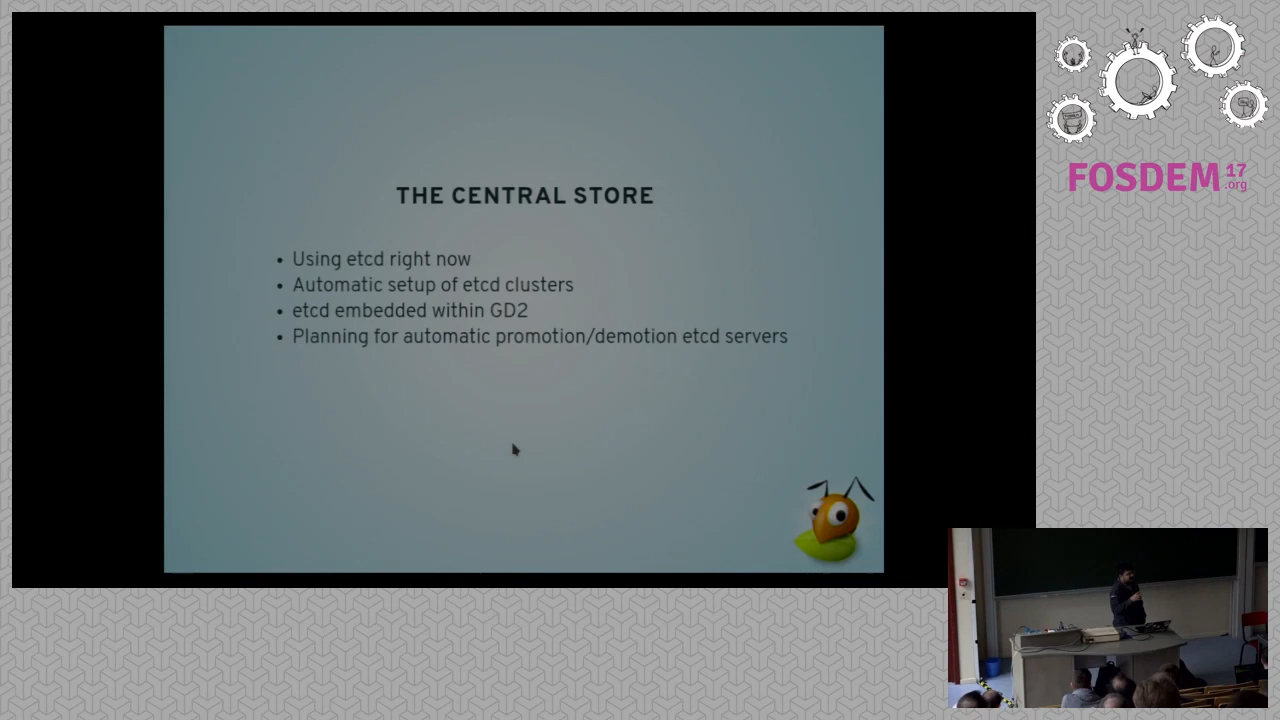 THE CENTRAL STORE
• Using etcd right now
• Automatic setup of etcd clusters
• etcd embedded within GD2
• Planning for automatic promotion/demotion etcd servers
FOSDEM 17
.org